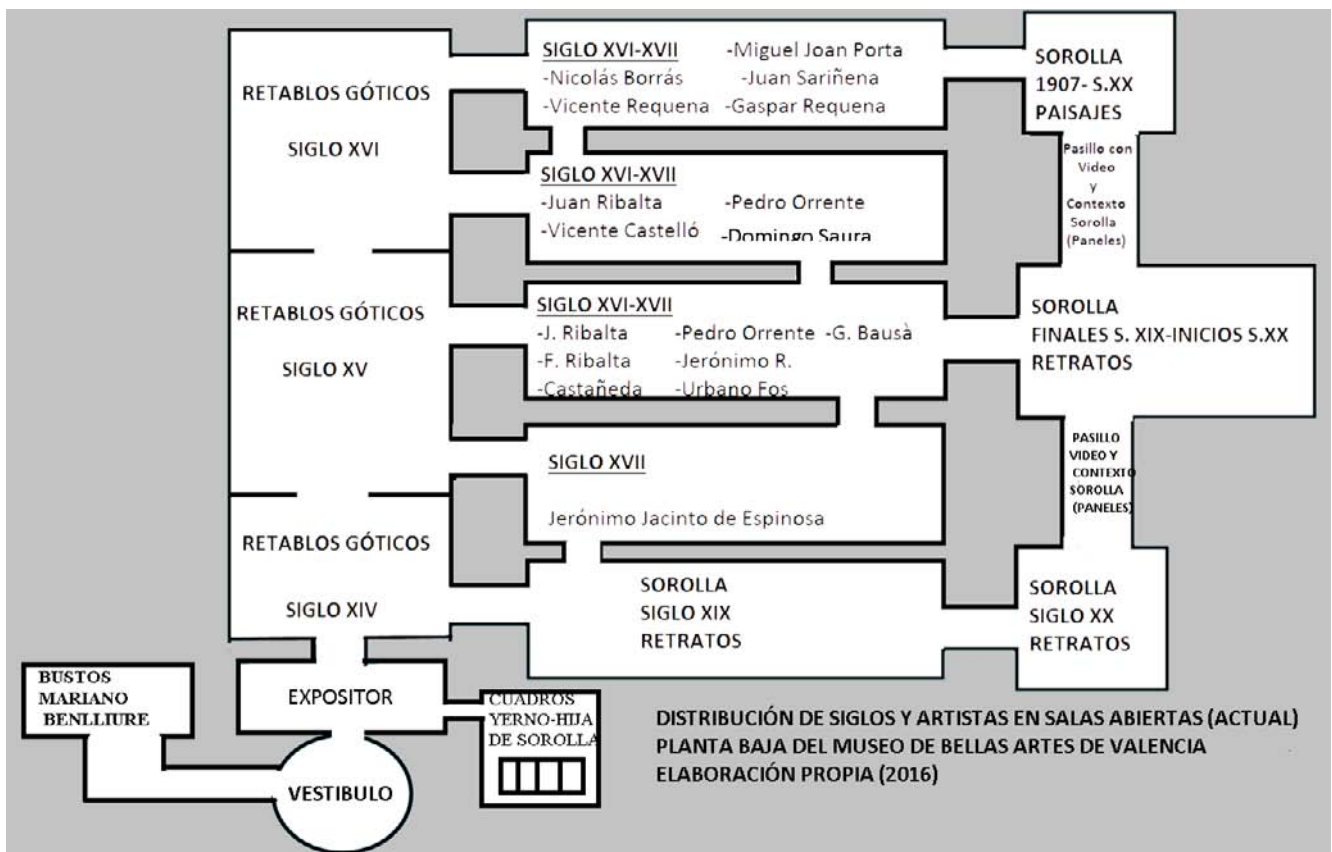 RETABLOS GÓTICOS
SIGLO XVI
SIGLO XVI-XVII
-Nicolás Borrás
-Vicente Requena
-Miguel Joan Porta
-Juan Sariñena
-Gaspar Requena
SOROLLA
1907- S.XX
PAISAJES
Pasillo con
Video
y
Contexto
Sorolla
(Paneles)
SIGLO XVI-XVII
-Juan Ribalta
-Vicente Castelló
-Pedro Orrente
-Domingo Saura
RETABLOS GÓTICOS
SIGLO XV
SIGLO XVI-XVII
-J. Ribalta
-F. Ribalta
-Castañeda
-Pedro Orrente
-Jerónimo R.
-Urbano Fos
-G. Bausà
SOROLLA
FINALES S. XIX-INICIOS S.XX
RETRATOS
PASILLO
VIDEO Y
CONTEXTO
SOROLLA
(PANELES)
SIGLO XVII
Jerónimo Jacinto de Espinosa
RETABLOS GÓTICOS
SIGLO XIV
SOROLLA
SIGLO XIX
RETRATOS
SOROLLA
SIGLO XX
RETRATOS
BUSTOS
MARIANO
BENLLIURE
EXPOSITOR
CUADROS
YERNO-HIJA
DE SOROLLA
VESTIBULO
DISTRIBUCIÓN DE SIGLOS Y ARTISTAS EN SALAS ABIERTAS (ACTUAL)
PLANTA BAJA DEL MUSEO DE BELLAS ARTES DE VALENCIA
ELABORACIÓN PROPIA (2016)